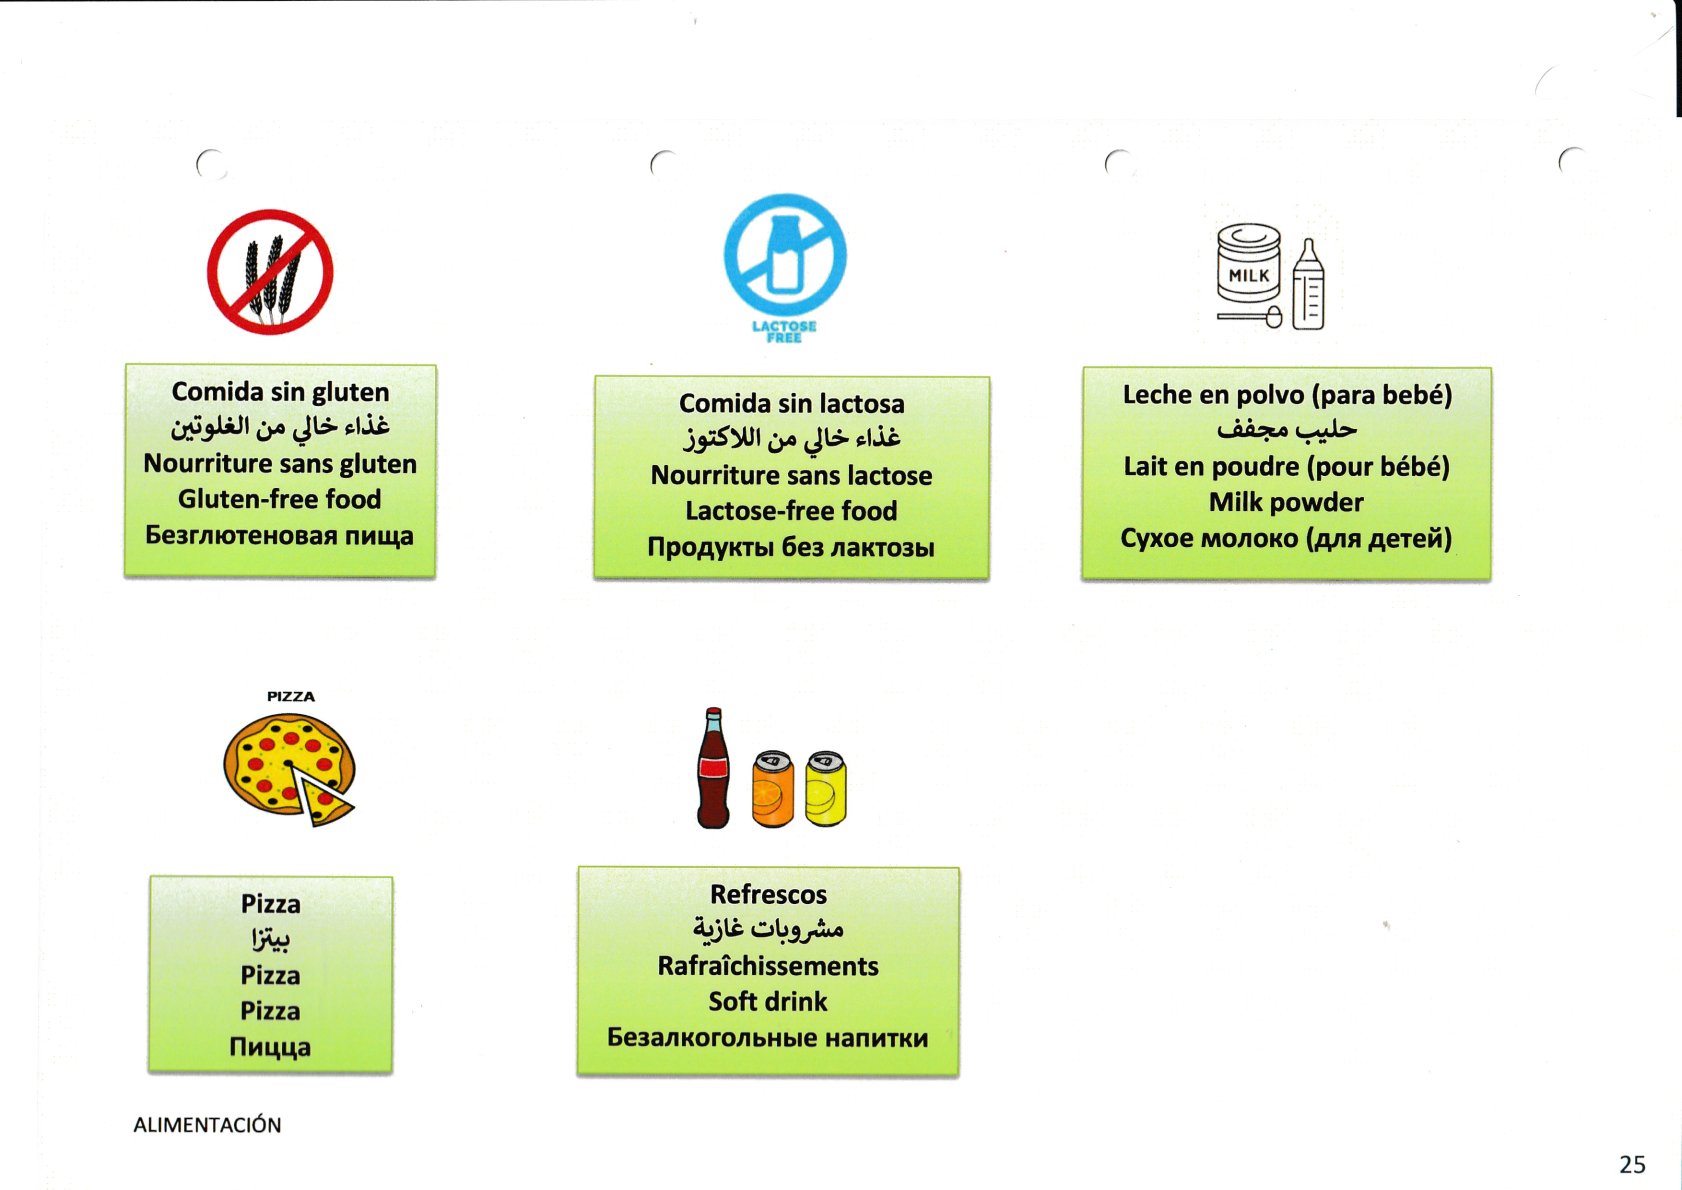 LACTOSE
FREE
MILK
Comida sin gluten
غذاء خالي من الغلوتين
Nourriture sans gluten
Gluten-free food
Безглютеновая пища
Comida sin lactosa
غذاء خالي من اللاكتوز
Nourriture sans lactose
Lactose-free food
Продукты без лактозы
Leche en polvo (para bebé)
حليب مجفف
Lait en poudre (pour bébé)
Milk powder
Сухое молоко (для детей)
PIZZA
Pizza
بيتزا
Pizza
Pizza
Пицца
Refrescos
مشروبات غازية
Rafraîchissements
Soft drink
Безалкогольные напитки
ALIMENTACIÓN
25